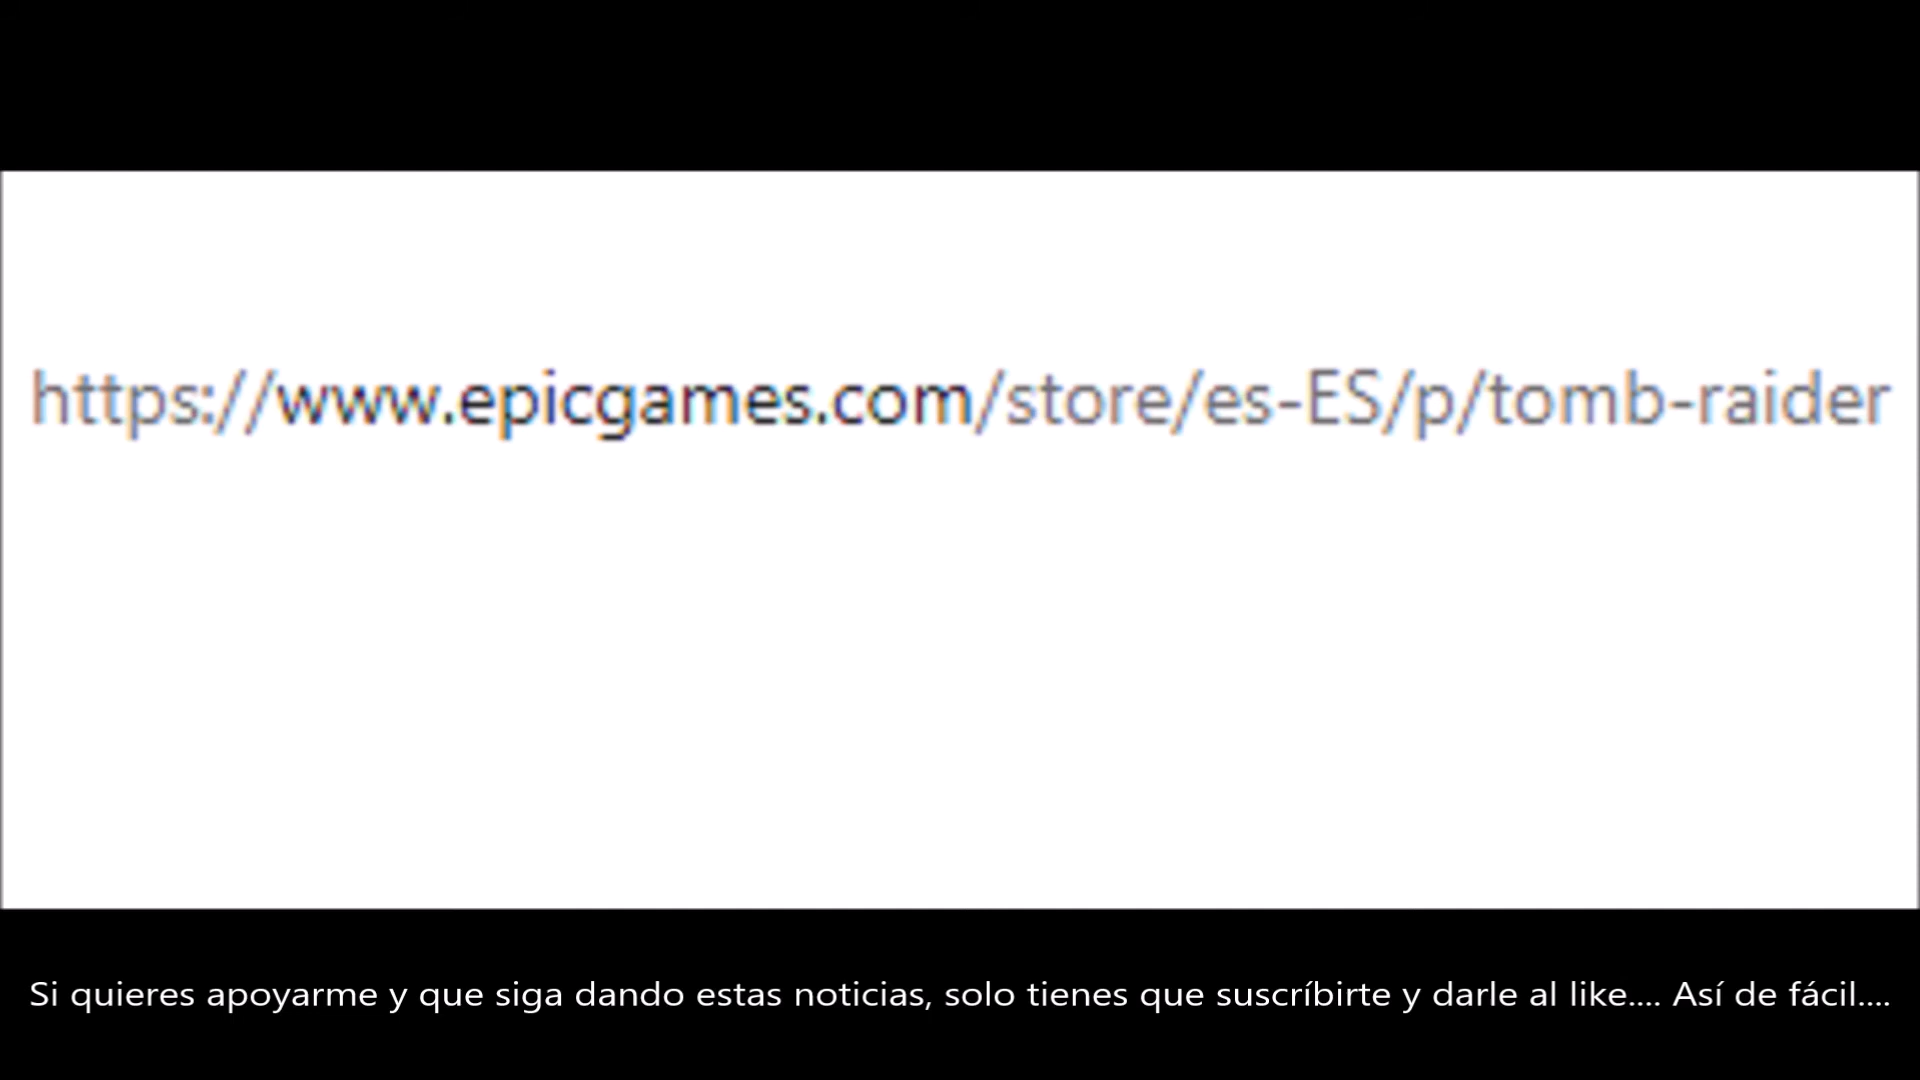 https://www.epicgames.com/store/es-ES/p/tomb-raider
Si quieres apoyarme y que siga dando estas noticias, solo tienes que suscríbirte y darle al like.... Así de fácil....